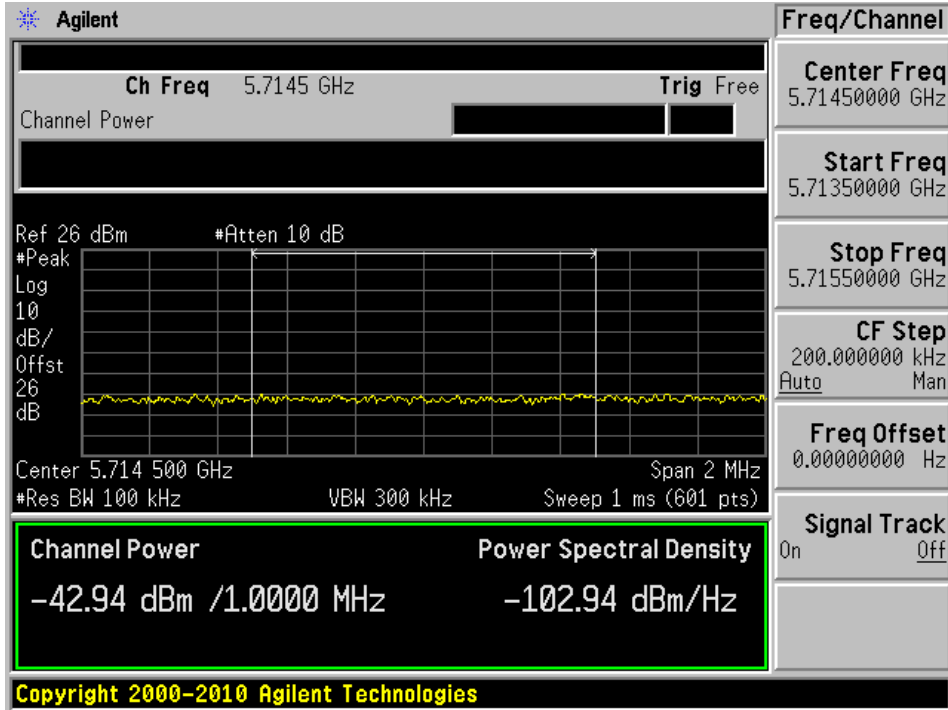 Agilent
Freq/Channel
Ch Freq 5.7145 GHz Trig Free
Channel Power
Center Freq
5.71450000 GHz
Start Freq
5.71350000 GHz
Stop Freq
5.71550000 GHz
CF Step
200.000000 kHz
Auto Man
Freq Offset
0.00000000 Hz
Signal Track
On Off
Ref 26 dBm #Atten 10 dB
#Peak
Log
10
dB/
Offst
26
dB
Center 5.714 500 GHz Span 2 MHz
#Res BW 100 kHz VBW 300 kHz Sweep 1 ms (601 pts)
Channel Power Power Spectral Density
-42.94 dBm /1.0000 MHz -102.94 dBm/Hz
Copyright 2000-2010 Agilent Technologies